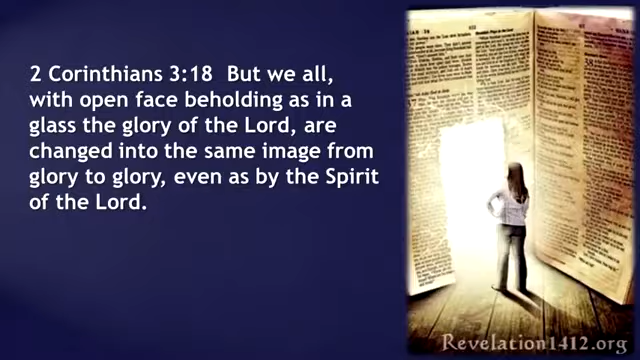 2 Corinthians 3:18  But we all,
with open face beholding as in a
glass the glory of the Lord, are
changed into the same image from
glory to glory, even as by the Spirit
of the Lord.
Revelation1412.org